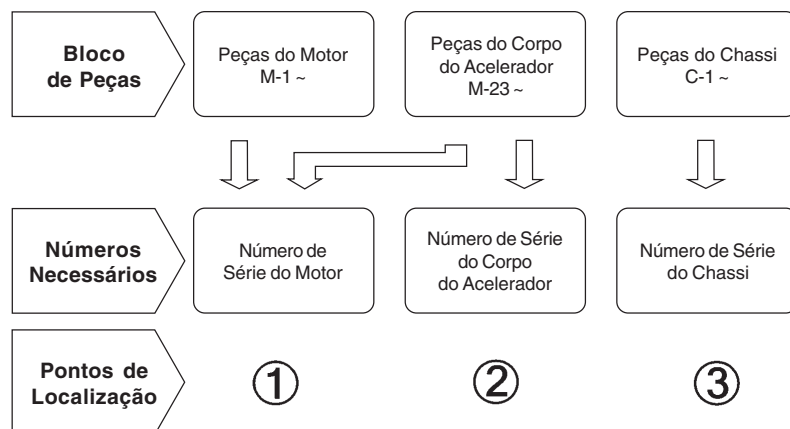 Bloco
de Peças
Peças do Motor
M-1 ~
Peças do Corpo
do Acelerador
M-23 ~
Peças do Chassi
C-1 ~
Números
Necessários
Número de
Série do Motor
Número de Série
do Corpo
do Acelerador
Número de Série
do Chassi
Pontos de
Localização
①
②
③